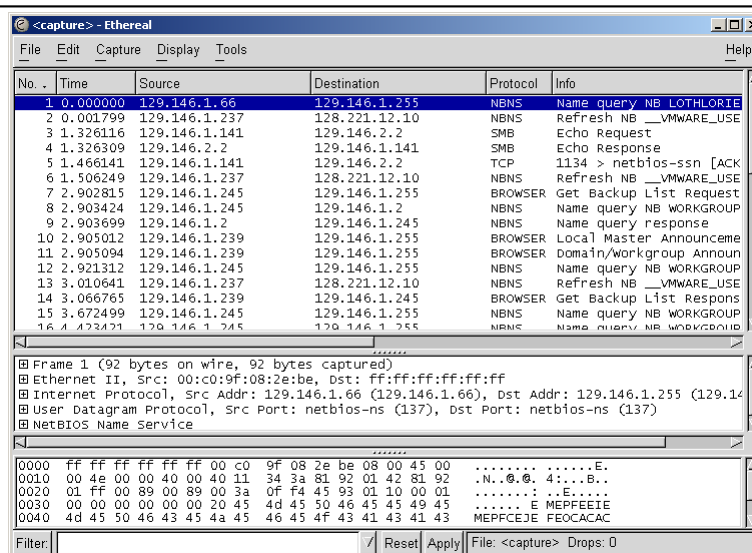 <capture> - Ethereal
File Edit Capture Display Tools Help
No. . Time Source Destination Protocol Info
1 0.000000 129.146.1.66 129.146.1.255 NBNS Name query NB LOTHLORIE
2 0.001799 129.146.1.237 128.221.12.10 NBNS Refresh NB __VMWARE_USE
3 1.326116 129.146.1.141 129.146.2.2 SMB Echo Request
4 1.326309 129.146.2.2 129.146.1.141 SMB Echo Response
5 1.466141 129.146.1.141 129.146.2.2 TCP 1134 > netbios-ssn [ACK
6 1.506249 129.146.1.237 128.221.12.10 NBNS Refresh NB __VMWARE_USE
7 2.902815 129.146.1.245 129.146.1.255 BROWSER Get Backup List Request
8 2.903424 129.146.1.245 129.146.1.2 NBNS Name query NB WORKGROUP
9 2.903699 129.146.1.2 129.146.1.245 NBNS Name query response
10 2.905012 129.146.1.239 129.146.1.255 BROWSER Local Master Announceme
11 2.905094 129.146.1.239 129.146.1.255 BROWSER Domain/Workgroup Announ
12 2.921312 129.146.1.245 129.146.1.255 NBNS Name query NB WORKGROUP
13 3.010641 129.146.1.237 128.221.12.10 NBNS Refresh NB __VMWARE_USE
14 3.066765 129.146.1.239 129.146.1.245 BROWSER Get Backup List Respons
15 3.672499 129.146.1.239 129.146.1.255 NBNS Name query NB WORKGROUP
16 4.423421 129.146.1.245 129.146.1.255 NBNS Name query NB WORKGROUP
Frame 1 (92 bytes on wire, 92 bytes captured)
Ethernet II, Src: 00:c0:9f:08:2e:be, Dst: ff:ff:ff:ff:ff:ff
Internet Protocol, Src Addr: 129.146.1.66 (129.146.1.66), Dst Addr: 129.146.1.255 (129.14
User Datagram Protocol, Src Port: netbios-ns (137), Dst Port: netbios-ns (137)
NetBIOS Name Service
0000 ff ff ff ff ff ff 00 c0 9f 08 2e be 08 00 45 00 ........ ......E.
0010 00 4e 00 00 40 00 40 11 34 3a 81 92 01 42 81 92 .N..@.@. 4:...B..
0020 01 ff 00 89 00 89 00 3a 0f f4 45 93 01 10 00 01 .......: ..E.....
0030 00 00 00 00 00 00 20 45 4d 45 50 46 45 45 49 45 ...... E MEPFEEIE
0040 4d 45 50 46 43 45 4a 45 46 45 4f 43 41 43 41 43 MEPFCEJE FEOCACAC
Filter: Reset Apply File: <capture> Drops: 0